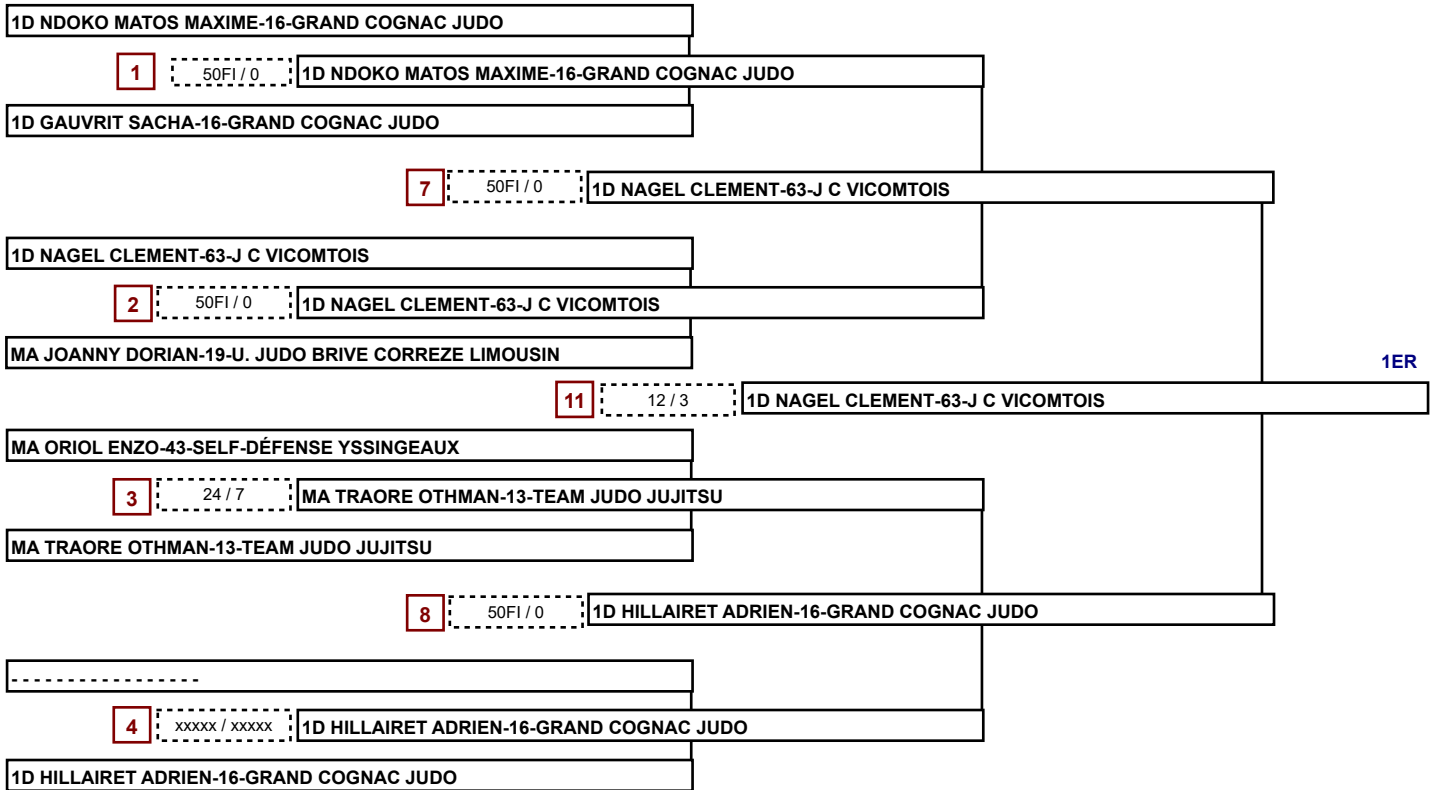 1D NDOKO MATOS MAXIME-16-GRAND COGNAC JUDO
1 50FI / 0 1D NDOKO MATOS MAXIME-16-GRAND COGNAC JUDO
1D GAUVRIT SACHA-16-GRAND COGNAC JUDO
7 50FI / 0 1D NAGEL CLEMENT-63-J C VICOMTOIS
1D NAGEL CLEMENT-63-J C VICOMTOIS
2 50FI / 0 1D NAGEL CLEMENT-63-J C VICOMTOIS
MA JOANNY DORIAN-19-U. JUDO BRIVE CORREZE LIMOUSIN
1ER
11 12 / 3 1D NAGEL CLEMENT-63-J C VICOMTOIS
MA ORIOL ENZO-43-SELF-DÉFENSE YSSINGEAUX
3 24 / 7 MA TRAORE OTHMAN-13-TEAM JUDO JUJITSU
MA TRAORE OTHMAN-13-TEAM JUDO JUJITSU
8 50FI / 0 1D HILLAIRET ADRIEN-16-GRAND COGNAC JUDO
- - - - - - - - - - - - - - - - -
4 xxxxx / xxxxx 1D HILLAIRET ADRIEN-16-GRAND COGNAC JUDO
1D HILLAIRET ADRIEN-16-GRAND COGNAC JUDO